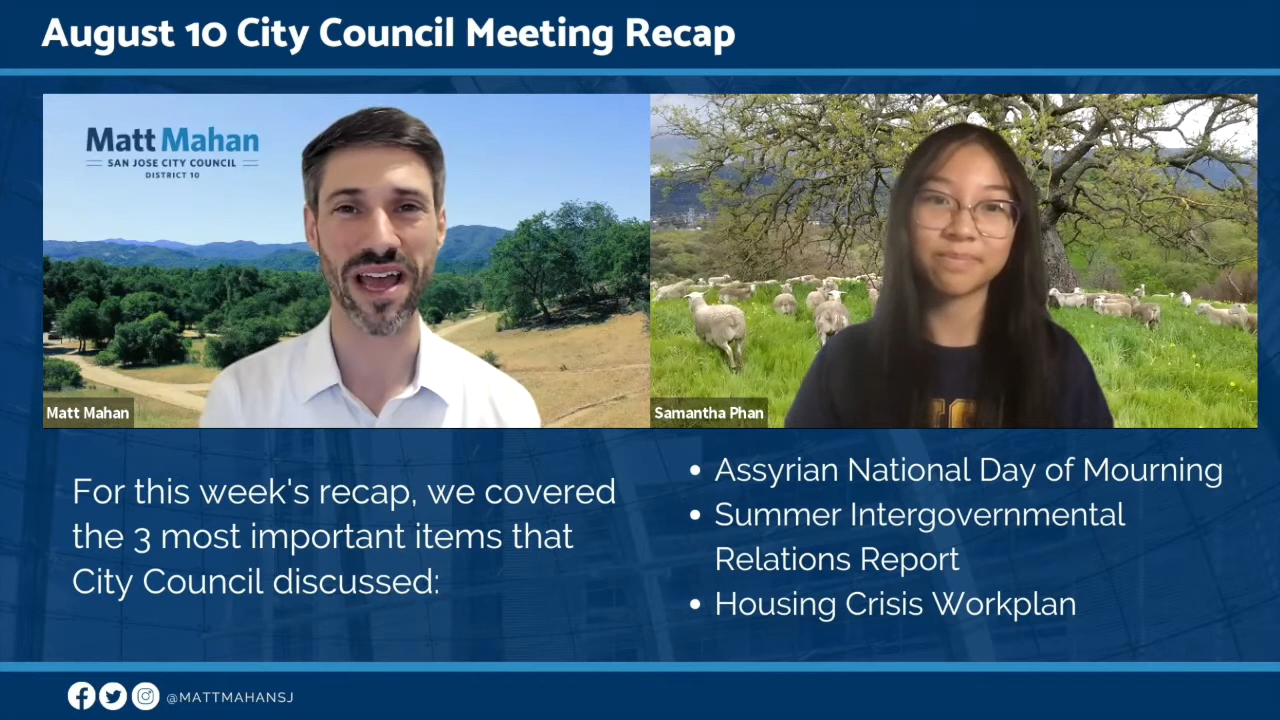 August 10 City Council Meeting Recap
Matt Mahan
SAN JOSE CITY COUNCIL
DISTRICT 10
Matt Mahan
Samantha Phan
For this week's recap, we covered
the 3 most important items that
City Council discussed:
• Assyrian National Day of Mourning
• Summer Intergovernmental
Relations Report
• Housing Crisis Workplan
@MATTMAHANSJ